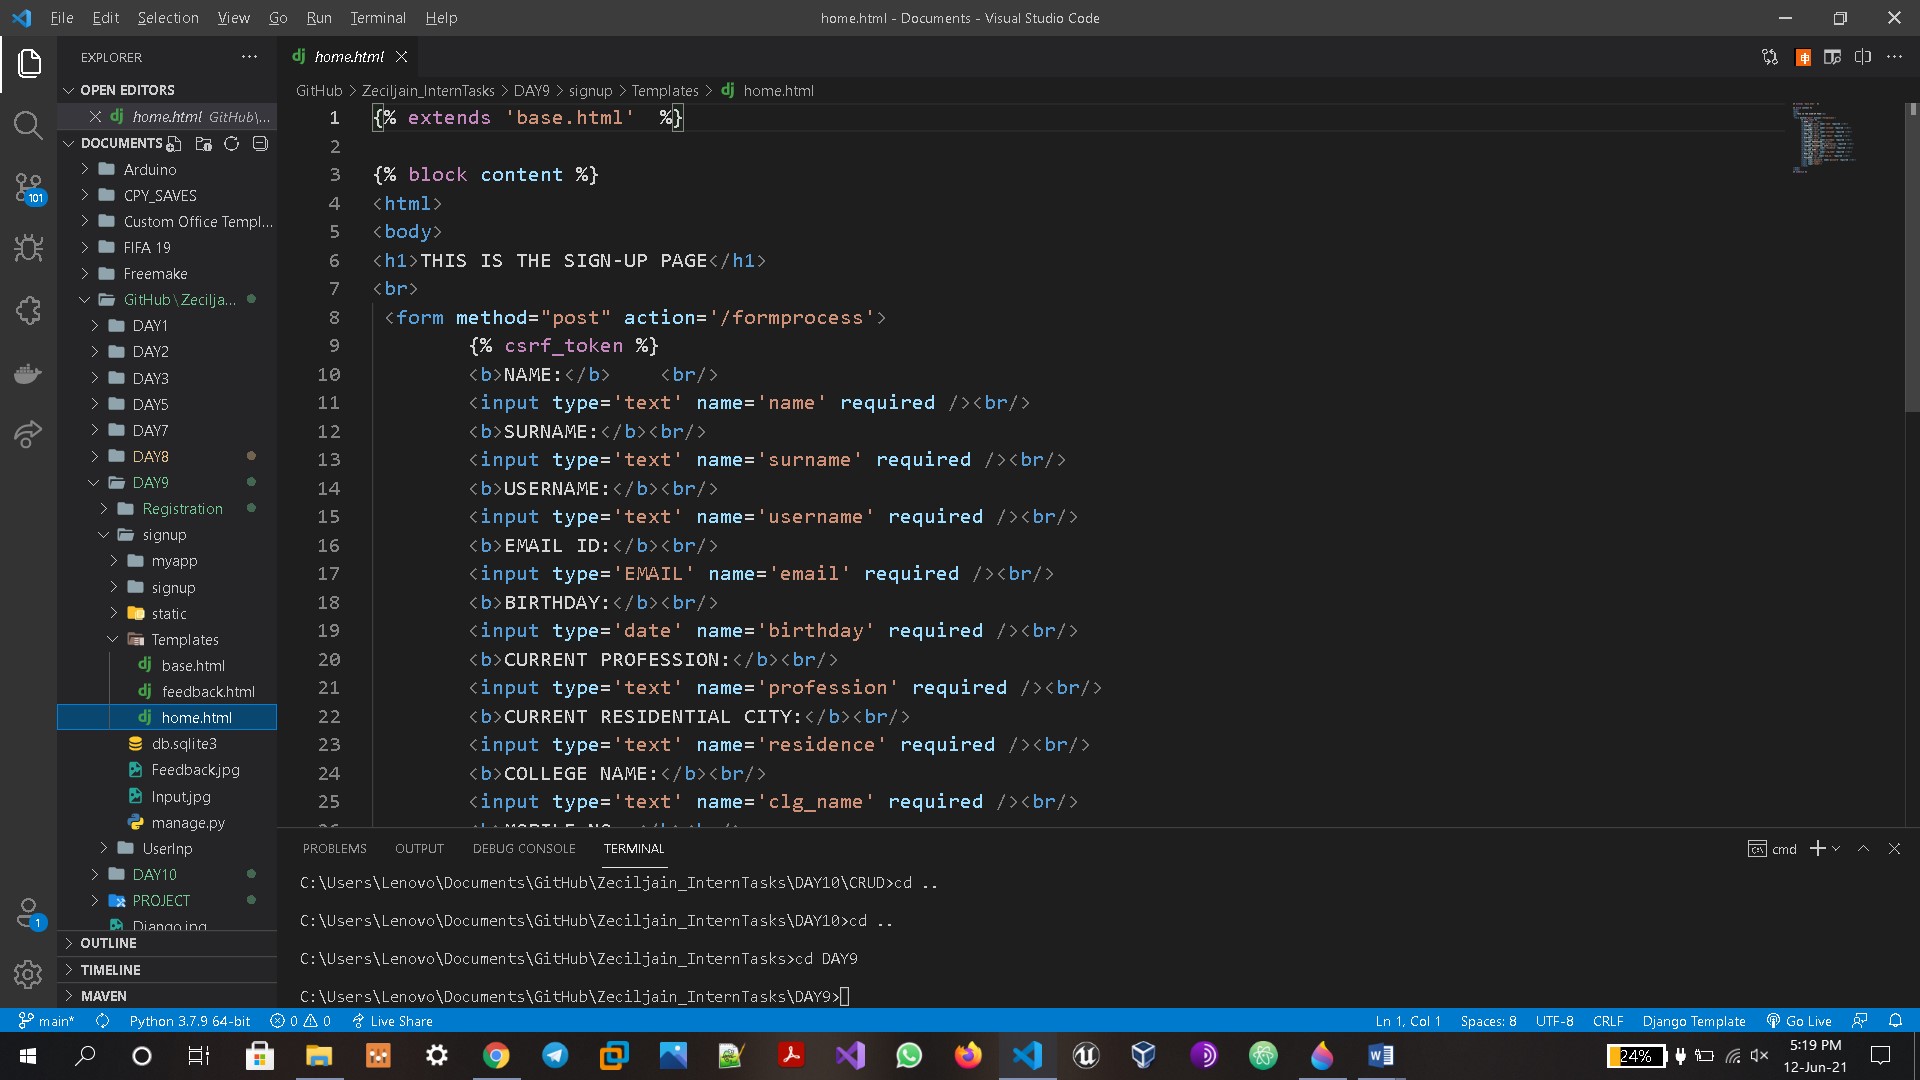 File Edit Selection View Go Run Terminal Help
home.html - Documents - Visual Studio Code
EXPLORER
OPEN EDITORS
home.html GitHub\...
DOCUMENTS
Arduino
CPY_SAVES
Custom Office Templ...
FIFA 19
Freemake
GitHub\Zecilja...
DAY1
DAY2
DAY3
DAY5
DAY7
DAY8
DAY9
Registration
signup
myapp
signup
static
Templates
base.html
feedback.html
home.html
db.sqlite3
Feedback.jpg
Input.jpg
manage.py
UserInp
DAY10
PROJECT
Django.jpg
OUTLINE
TIMELINE
MAVEN
101
1
home.html
GitHub > Zeciljain_InternTasks > DAY9 > signup > Templates > home.html
1 {% extends 'base.html'  %}
2
3 {% block content %}
4 <html>
5 <body>
6 <h1>THIS IS THE SIGN-UP PAGE</h1>
7 <br>
8 <form method="post" action='/formprocess'>
9 {% csrf_token %}
10 <b>NAME:</b>    <br/>
11 <input type='text' name='name' required /><br/>
12 <b>SURNAME:</b><br/>
13 <input type='text' name='surname' required /><br/>
14 <b>USERNAME:</b><br/>
15 <input type='text' name='username' required /><br/>
16 <b>EMAIL ID:</b><br/>
17 <input type='EMAIL' name='email' required /><br/>
18 <b>BIRTHDAY:</b><br/>
19 <input type='date' name='birthday' required /><br/>
20 <b>CURRENT PROFESSION:</b><br/>
21 <input type='text' name='profession' required /><br/>
22 <b>CURRENT RESIDENTIAL CITY:</b><br/>
23 <input type='text' name='residence' required /><br/>
24 <b>COLLEGE NAME:</b><br/>
25 <input type='text' name='clg_name' required /><br/>
PROBLEMS OUTPUT DEBUG CONSOLE TERMINAL
cmd
C:\Users\Lenovo\Documents\GitHub\Zeciljain_InternTasks\DAY10\CRUD>cd ..
C:\Users\Lenovo\Documents\GitHub\Zeciljain_InternTasks\DAY10>cd ..
C:\Users\Lenovo\Documents\GitHub\Zeciljain_InternTasks>cd DAY9
C:\Users\Lenovo\Documents\GitHub\Zeciljain_InternTasks\DAY9>
main* Python 3.7.9 64-bit 0 0 Live Share
Ln 1, Col 1 Spaces: 8 UTF-8 CRLF Django Template Go Live
24%
5:19 PM
12-Jun-21